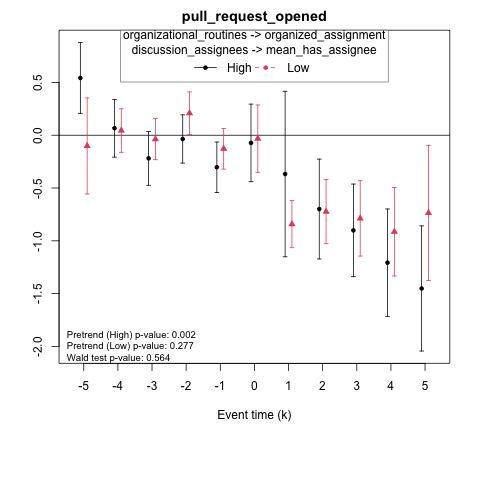 pull_request_opened
organizational_routines -> organized_assignment
discussion_assignees -> mean_has_assignee
High Low
0.5
0.0
-0.5
-1.0
-1.5
-2.0
Pretrend (High) p-value: 0.002
Pretrend (Low) p-value: 0.277
Wald test p-value: 0.564
-5 -4 -3 -2 -1 0 1 2 3 4 5
Event time (k)